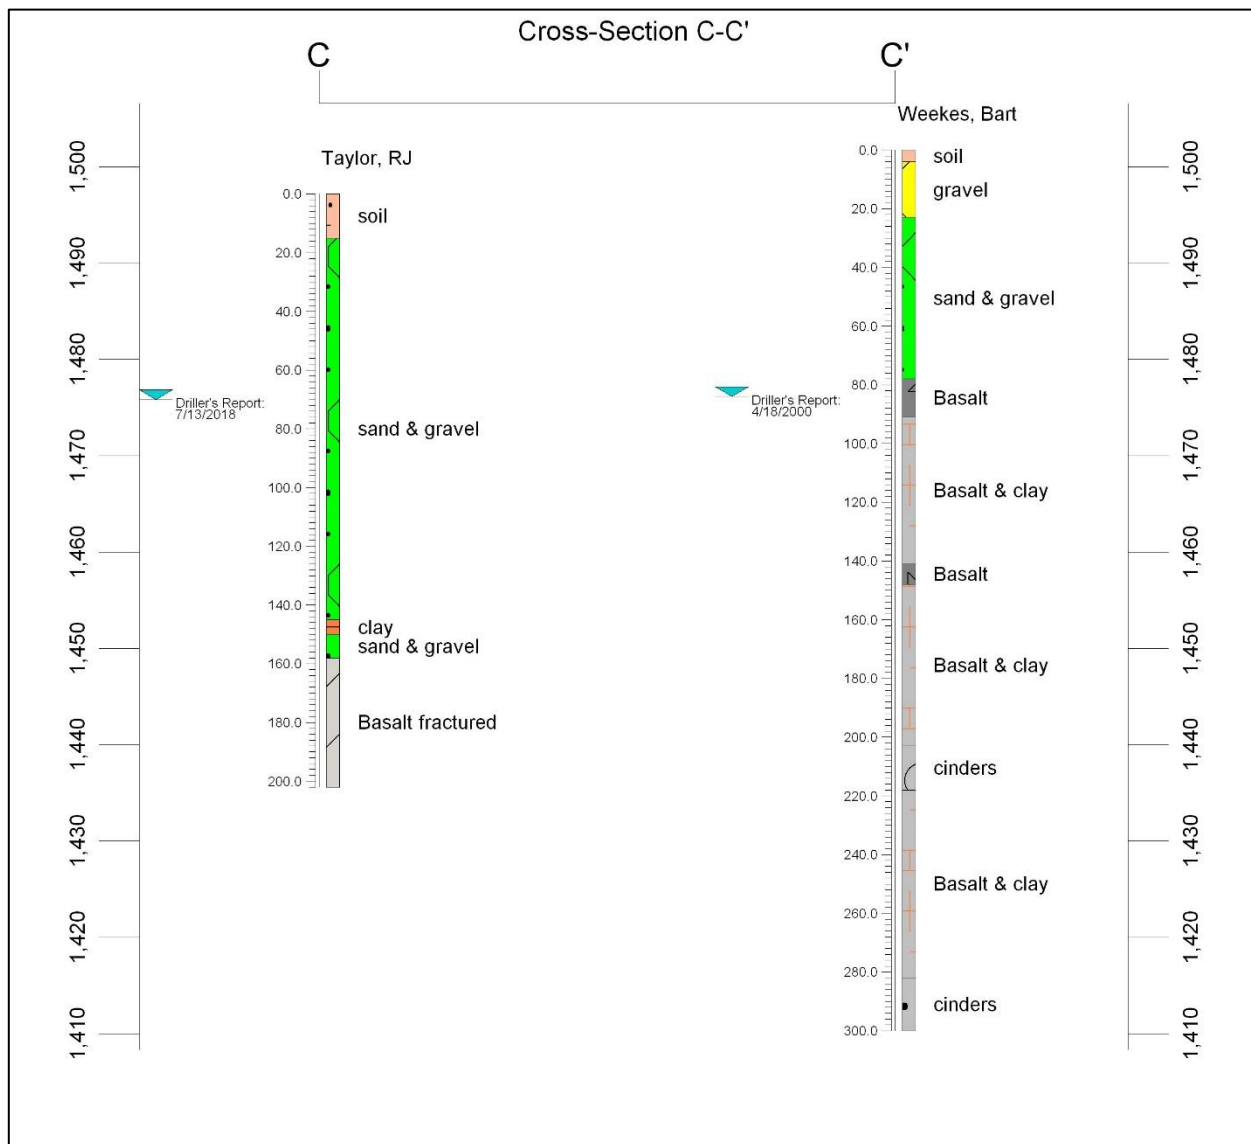 Cross-Section C-C'
C
C'
1,500
1,490
1,480
1,470
1,460
1,450
1,440
1,430
1,420
1,410
Driller's Report:
7/13/2018
Taylor, RJ
0.0
20.0
40.0
60.0
80.0
100.0
120.0
140.0
160.0
180.0
200.0
soil
sand & gravel
clay
sand & gravel
Basalt fractured
Driller's Report:
4/18/2000
Weekes, Bart
0.0
20.0
40.0
60.0
80.0
100.0
120.0
140.0
160.0
180.0
200.0
220.0
240.0
260.0
280.0
300.0
soil
gravel
sand & gravel
Basalt
Basalt & clay
Basalt
Basalt & clay
cinders
Basalt & clay
cinders
1,500
1,490
1,480
1,470
1,460
1,450
1,440
1,430
1,420
1,410